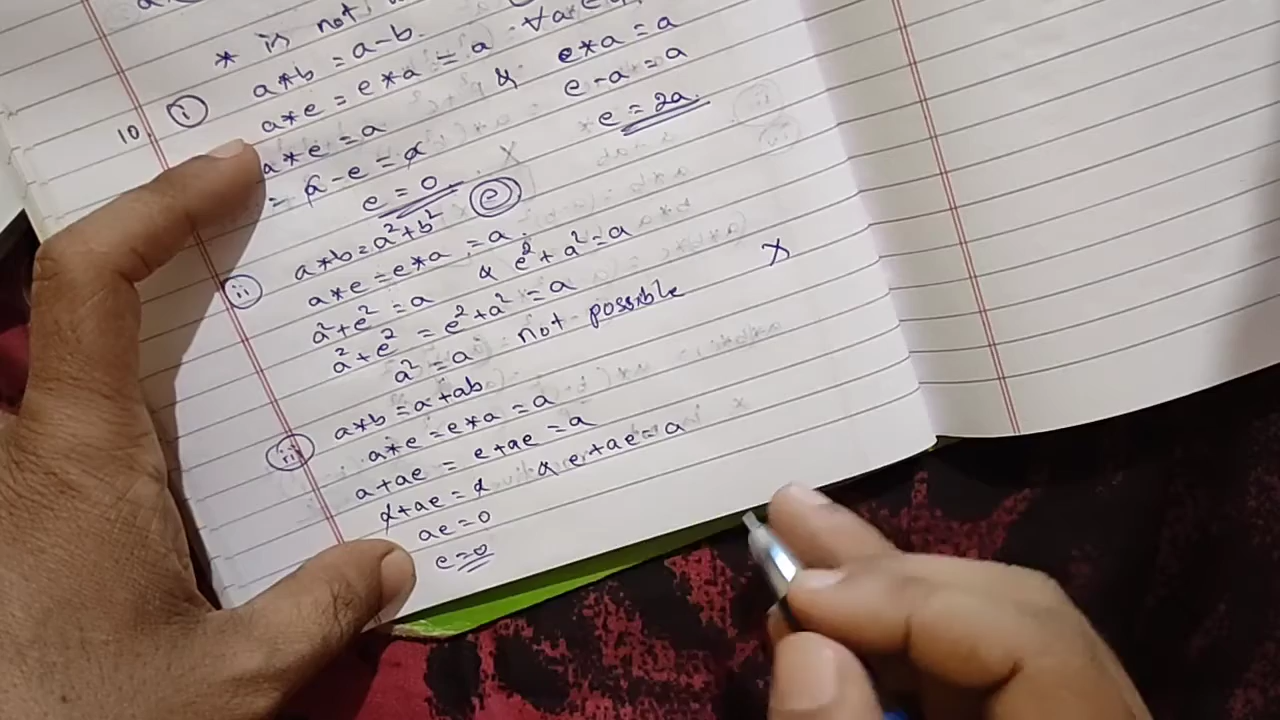 * is not
10. (i) a*b = a-b.
a*e = e*a = a ∀a
a*e = a & e*a = a
= a-e = a e-a = a
e = 0 . X e = 2a.
(e)
(ii) a*b = a²+b²
a*e = e*a = a.
a²+e² = a & e²+a² = a
a²+e² = e²+a² = a
a² = a not possible X
(iii) a*b = a+ab
a*e = e*a = a
a+ae = e+ae = a
a+ae = a & e+ae = a
ae = 0
e = 0